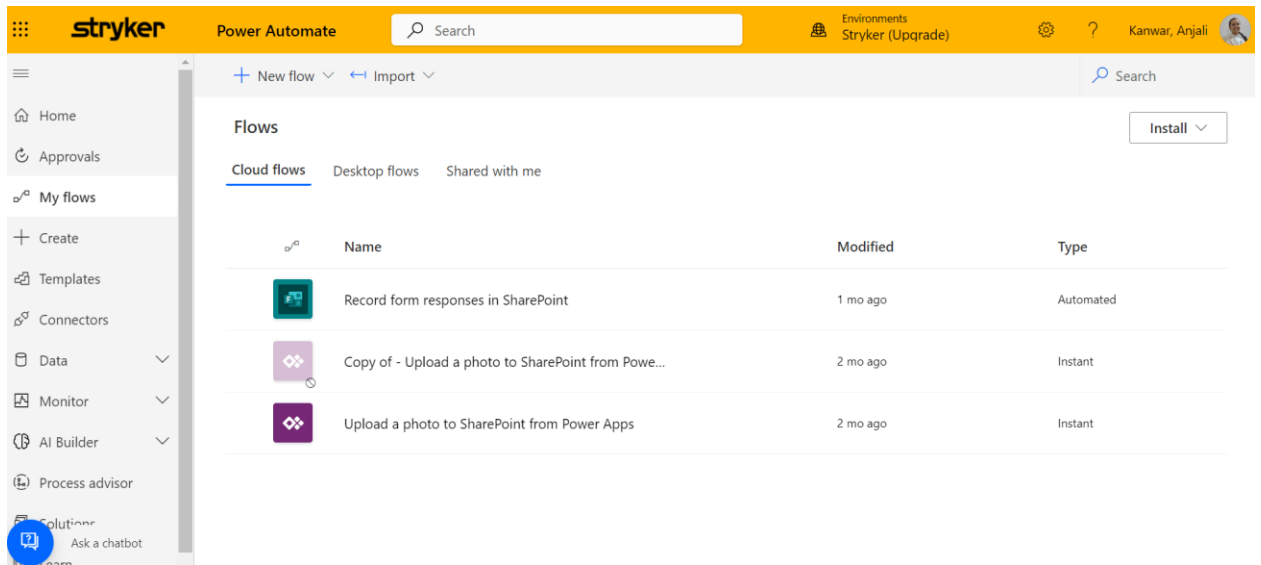 stryker
Power Automate
Search
Environments
Stryker (Upgrade)
?
Kanwar, Anjali
New flow
Import
Search
Home
Approvals
My flows
Create
Templates
Connectors
Data
Monitor
AI Builder
Process advisor
Solutions
Ask a chatbot
Learn
Flows
Install
Cloud flows Desktop flows Shared with me
Name Modified Type
Record form responses in SharePoint 1 mo ago Automated
Copy of - Upload a photo to SharePoint from Powe... 2 mo ago Instant
Upload a photo to SharePoint from Power Apps 2 mo ago Instant